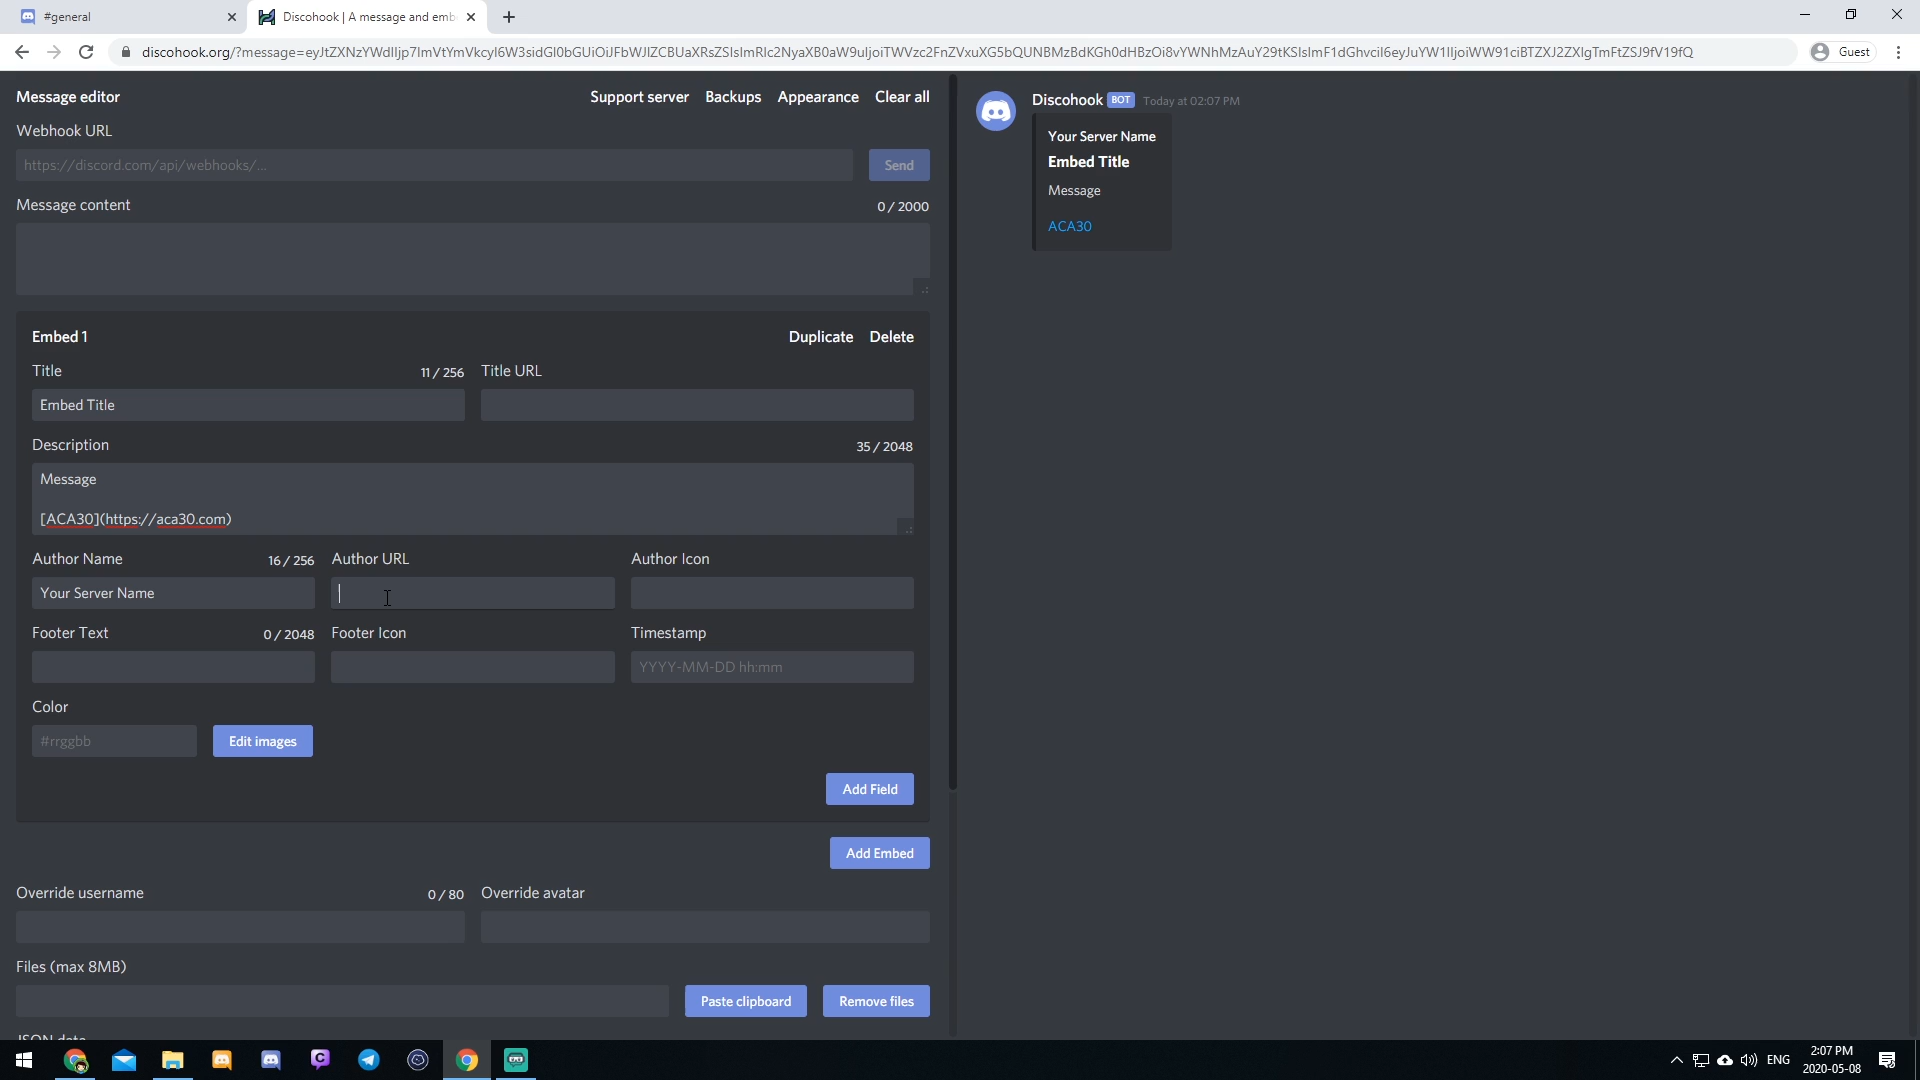 #general
Discohook | A message and emb
discohook.org/?message=
Guest
Message editor
Support server
Backups
Appearance
Clear all
Webhook URL
https://discord.com/api/webhooks/...
Send
Message content
0 / 2000
Embed 1
Duplicate
Delete
Title
11 / 256
Title URL
Embed Title
Description
35 / 2048
Message
[ACA30](https://aca30.com)
Author Name
16 / 256
Author URL
Author Icon
Your Server Name
Footer Text
0 / 2048
Footer Icon
Timestamp
YYYY-MM-DD hh:mm
Color
#rrggbb
Edit images
Add Field
Add Embed
Override username
0 / 80
Override avatar
Files (max 8MB)
Paste clipboard
Remove files
JSON data
Discohook BOT Today at 02:07 PM
Your Server Name
Embed Title
Message
ACA30
ENG
2:07 PM
2020-05-08